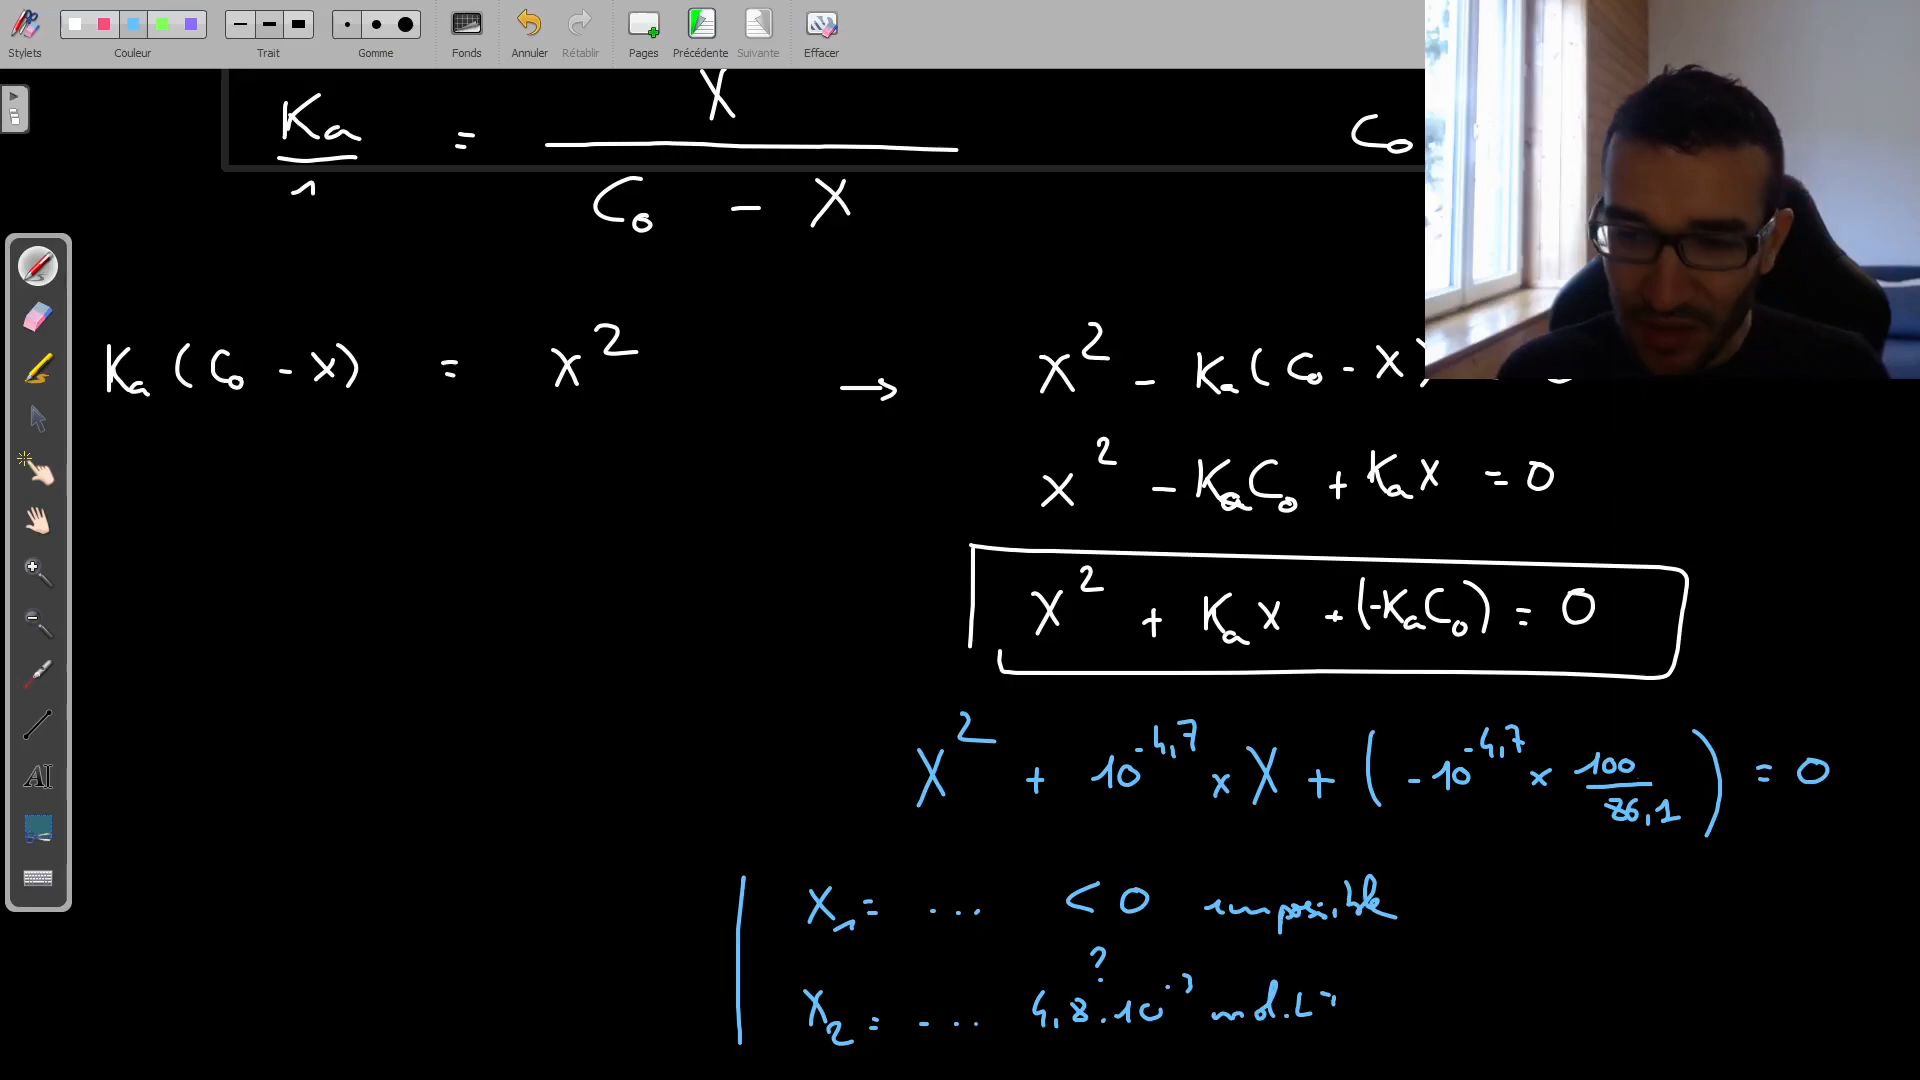 Stylets Couleur Trait Gomme Fonds Annuler Rétablir Pages Précédente Suivante Effacer
X
Ka = C0
1 C0 - X
Ka (C0 - X) = X² → X² - Ka (C0 - X)
X² - KaC0 + KaX = 0
X² + KaX + (-KaC0) = 0
X² + 10^-4,7 × X + (-10^-4,7 × 100/86,1) = 0
X1 = ... < 0 impossible
?
X2 = ... 4,8.10^-3 mol.L^-1
AI